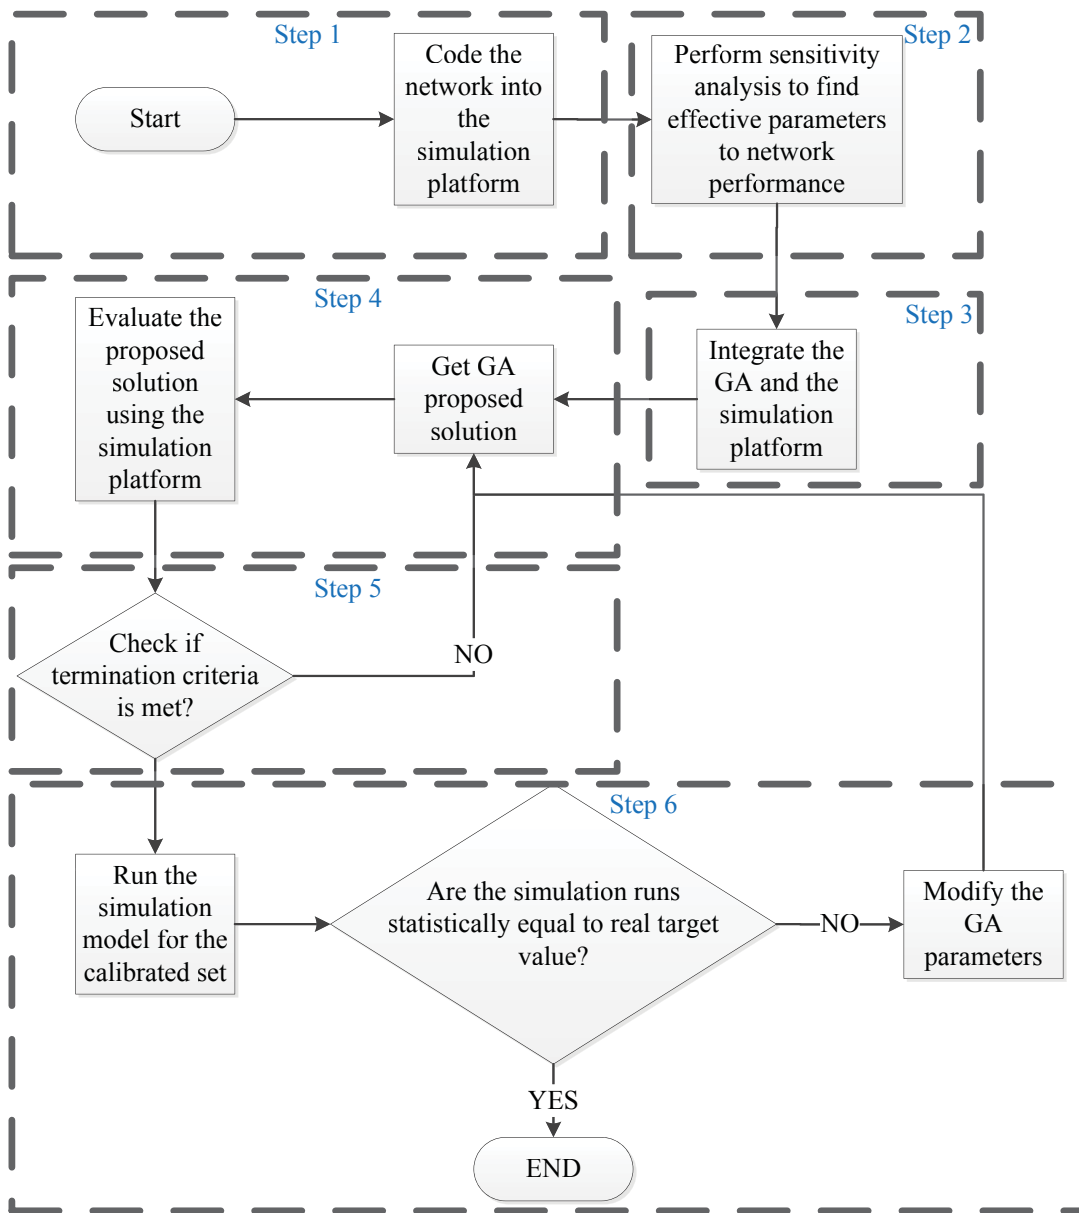 Step 1
Start
Code the
network into
the
simulation
platform
Step 2
Perform sensitivity
analysis to find
effective parameters
to network
performance
Step 3
Integrate the
GA and the
simulation
platform
Step 4
Get GA
proposed
solution
Evaluate the
proposed
solution
using the
simulation
platform
Step 5
Check if
termination criteria
is met?
NO
Step 6
Run the
simulation
model for the
calibrated set
Are the simulation runs
statistically equal to real target
value?
NO
Modify the
GA
parameters
YES
END